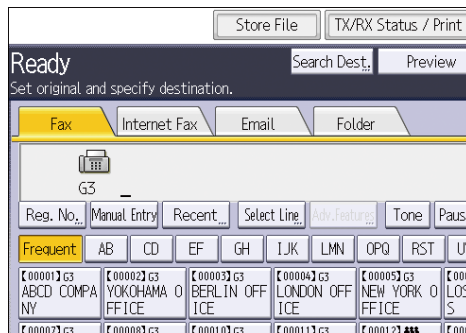 Store File TX/RX Status / Print
Ready Search Dest. Preview
Set original and specify destination.
Fax Internet Fax Email Folder
G3 _
Reg. No. Manual Entry Recent Select Line Adv.Features Tone Paus
Frequent AB CD EF GH IJK LMN OPQ RST U
【00001】G3 【00002】G3 【00003】G3 【00004】G3 【00005】G3 【00
ABCD COMPA YOKOHAMA O BERLIN OFF LONDON OFF NEW YORK O LOS
NY FFICE ICE ICE FFICE S
【00007】G3 【00008】G3 【00010】G3 【00011】G3 【00012】